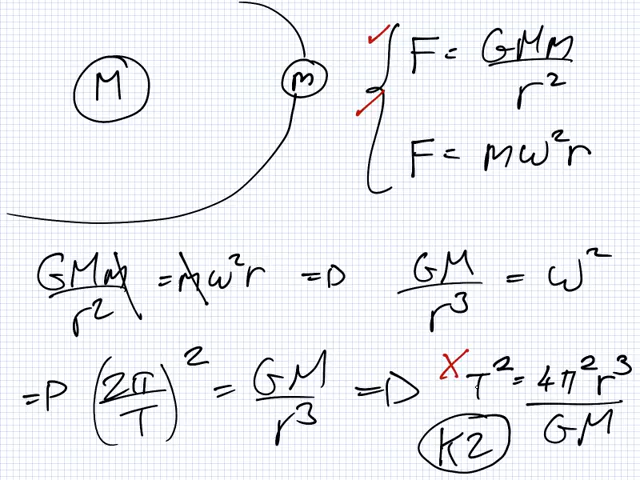 M
m
F = GMm/r²
F = mω²r
GMm/r² = mω²r => GM/r³ = ω²
=> (2π/T)² = GM/r³ => T² = 4π²r³/GM
K2